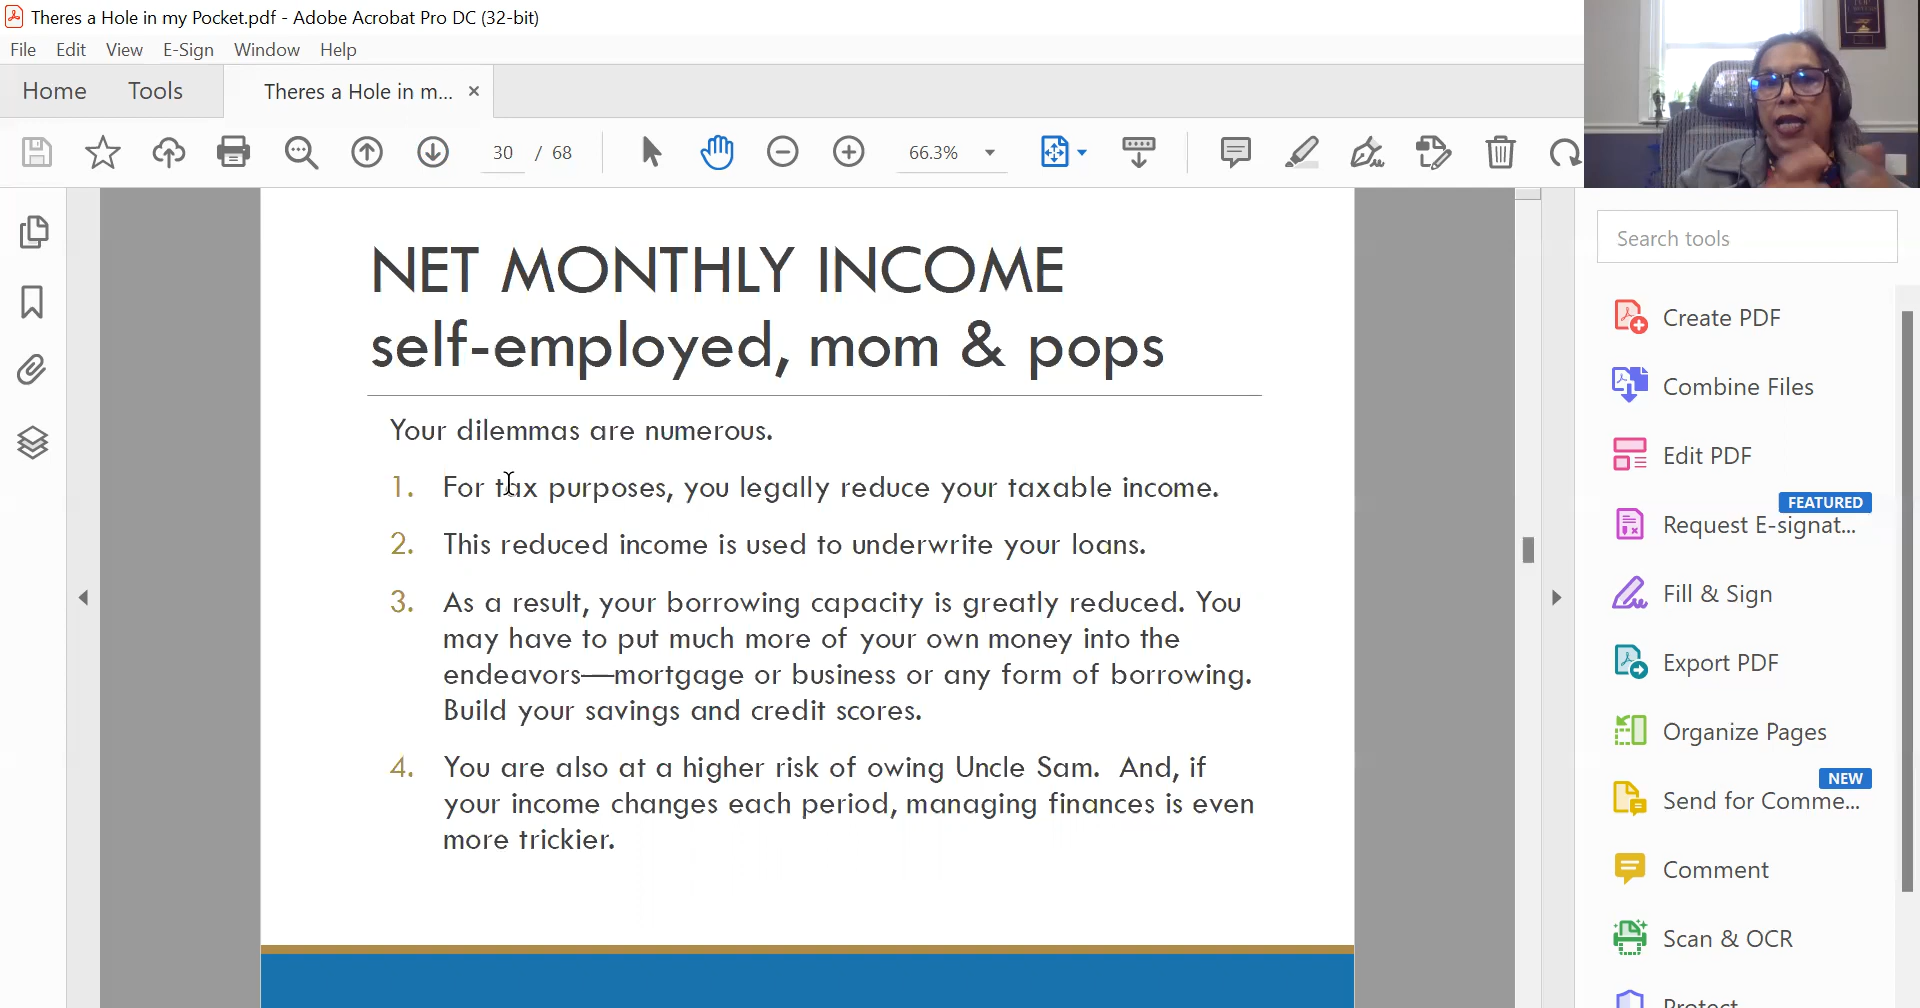 Theres a Hole in my Pocket.pdf - Adobe Acrobat Pro DC (32-bit)
File Edit View E-Sign Window Help
Home Tools Theres a Hole in m... ×
30 / 68 66.3%
NET MONTHLY INCOME
self-employed, mom & pops
Your dilemmas are numerous.
1. For tax purposes, you legally reduce your taxable income.
2. This reduced income is used to underwrite your loans.
3. As a result, your borrowing capacity is greatly reduced. You
may have to put much more of your own money into the
endeavors—mortgage or business or any form of borrowing.
Build your savings and credit scores.
4. You are also at a higher risk of owing Uncle Sam.  And, if
your income changes each period, managing finances is even
more trickier.
Search tools
Create PDF
Combine Files
Edit PDF
FEATURED
Request E-signat...
Fill & Sign
Export PDF
Organize Pages
NEW
Send for Comme...
Comment
Scan & OCR
Protect